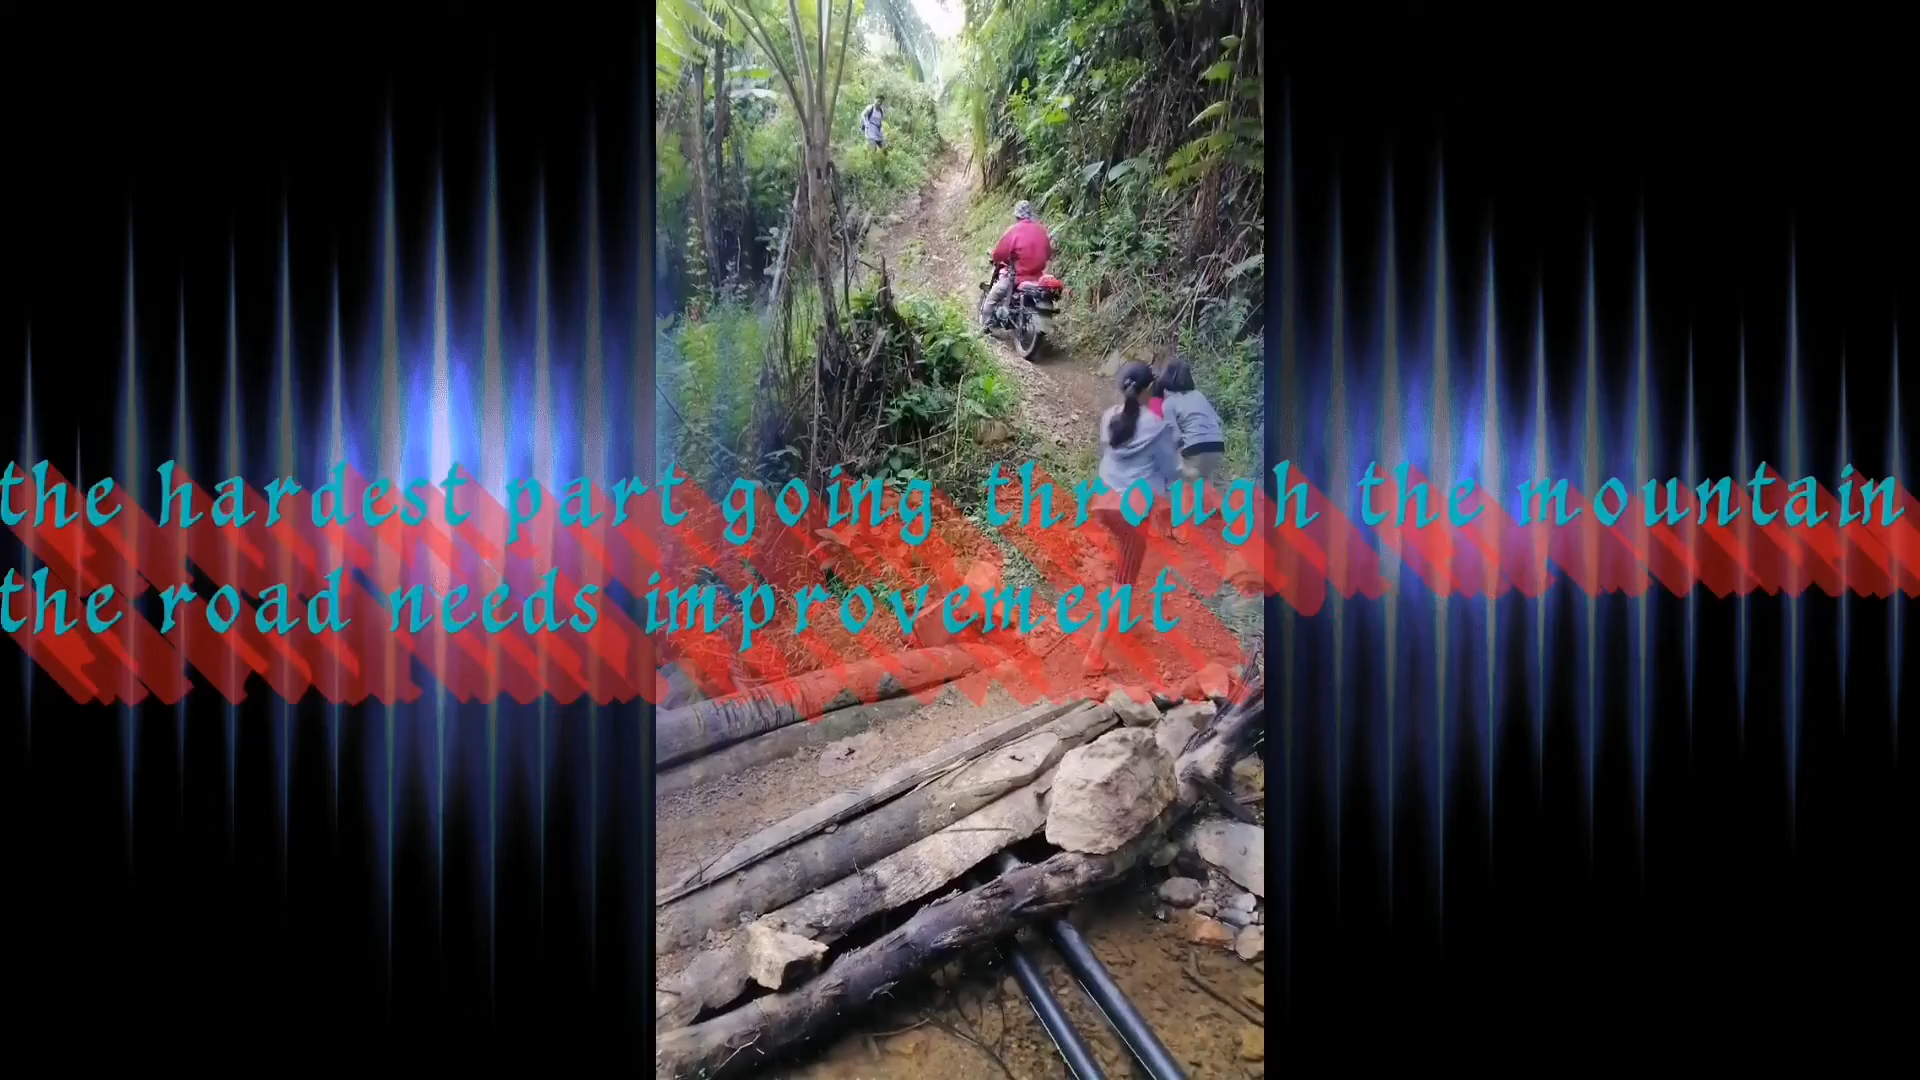 the hardest part going through the mountain
the road needs improvement